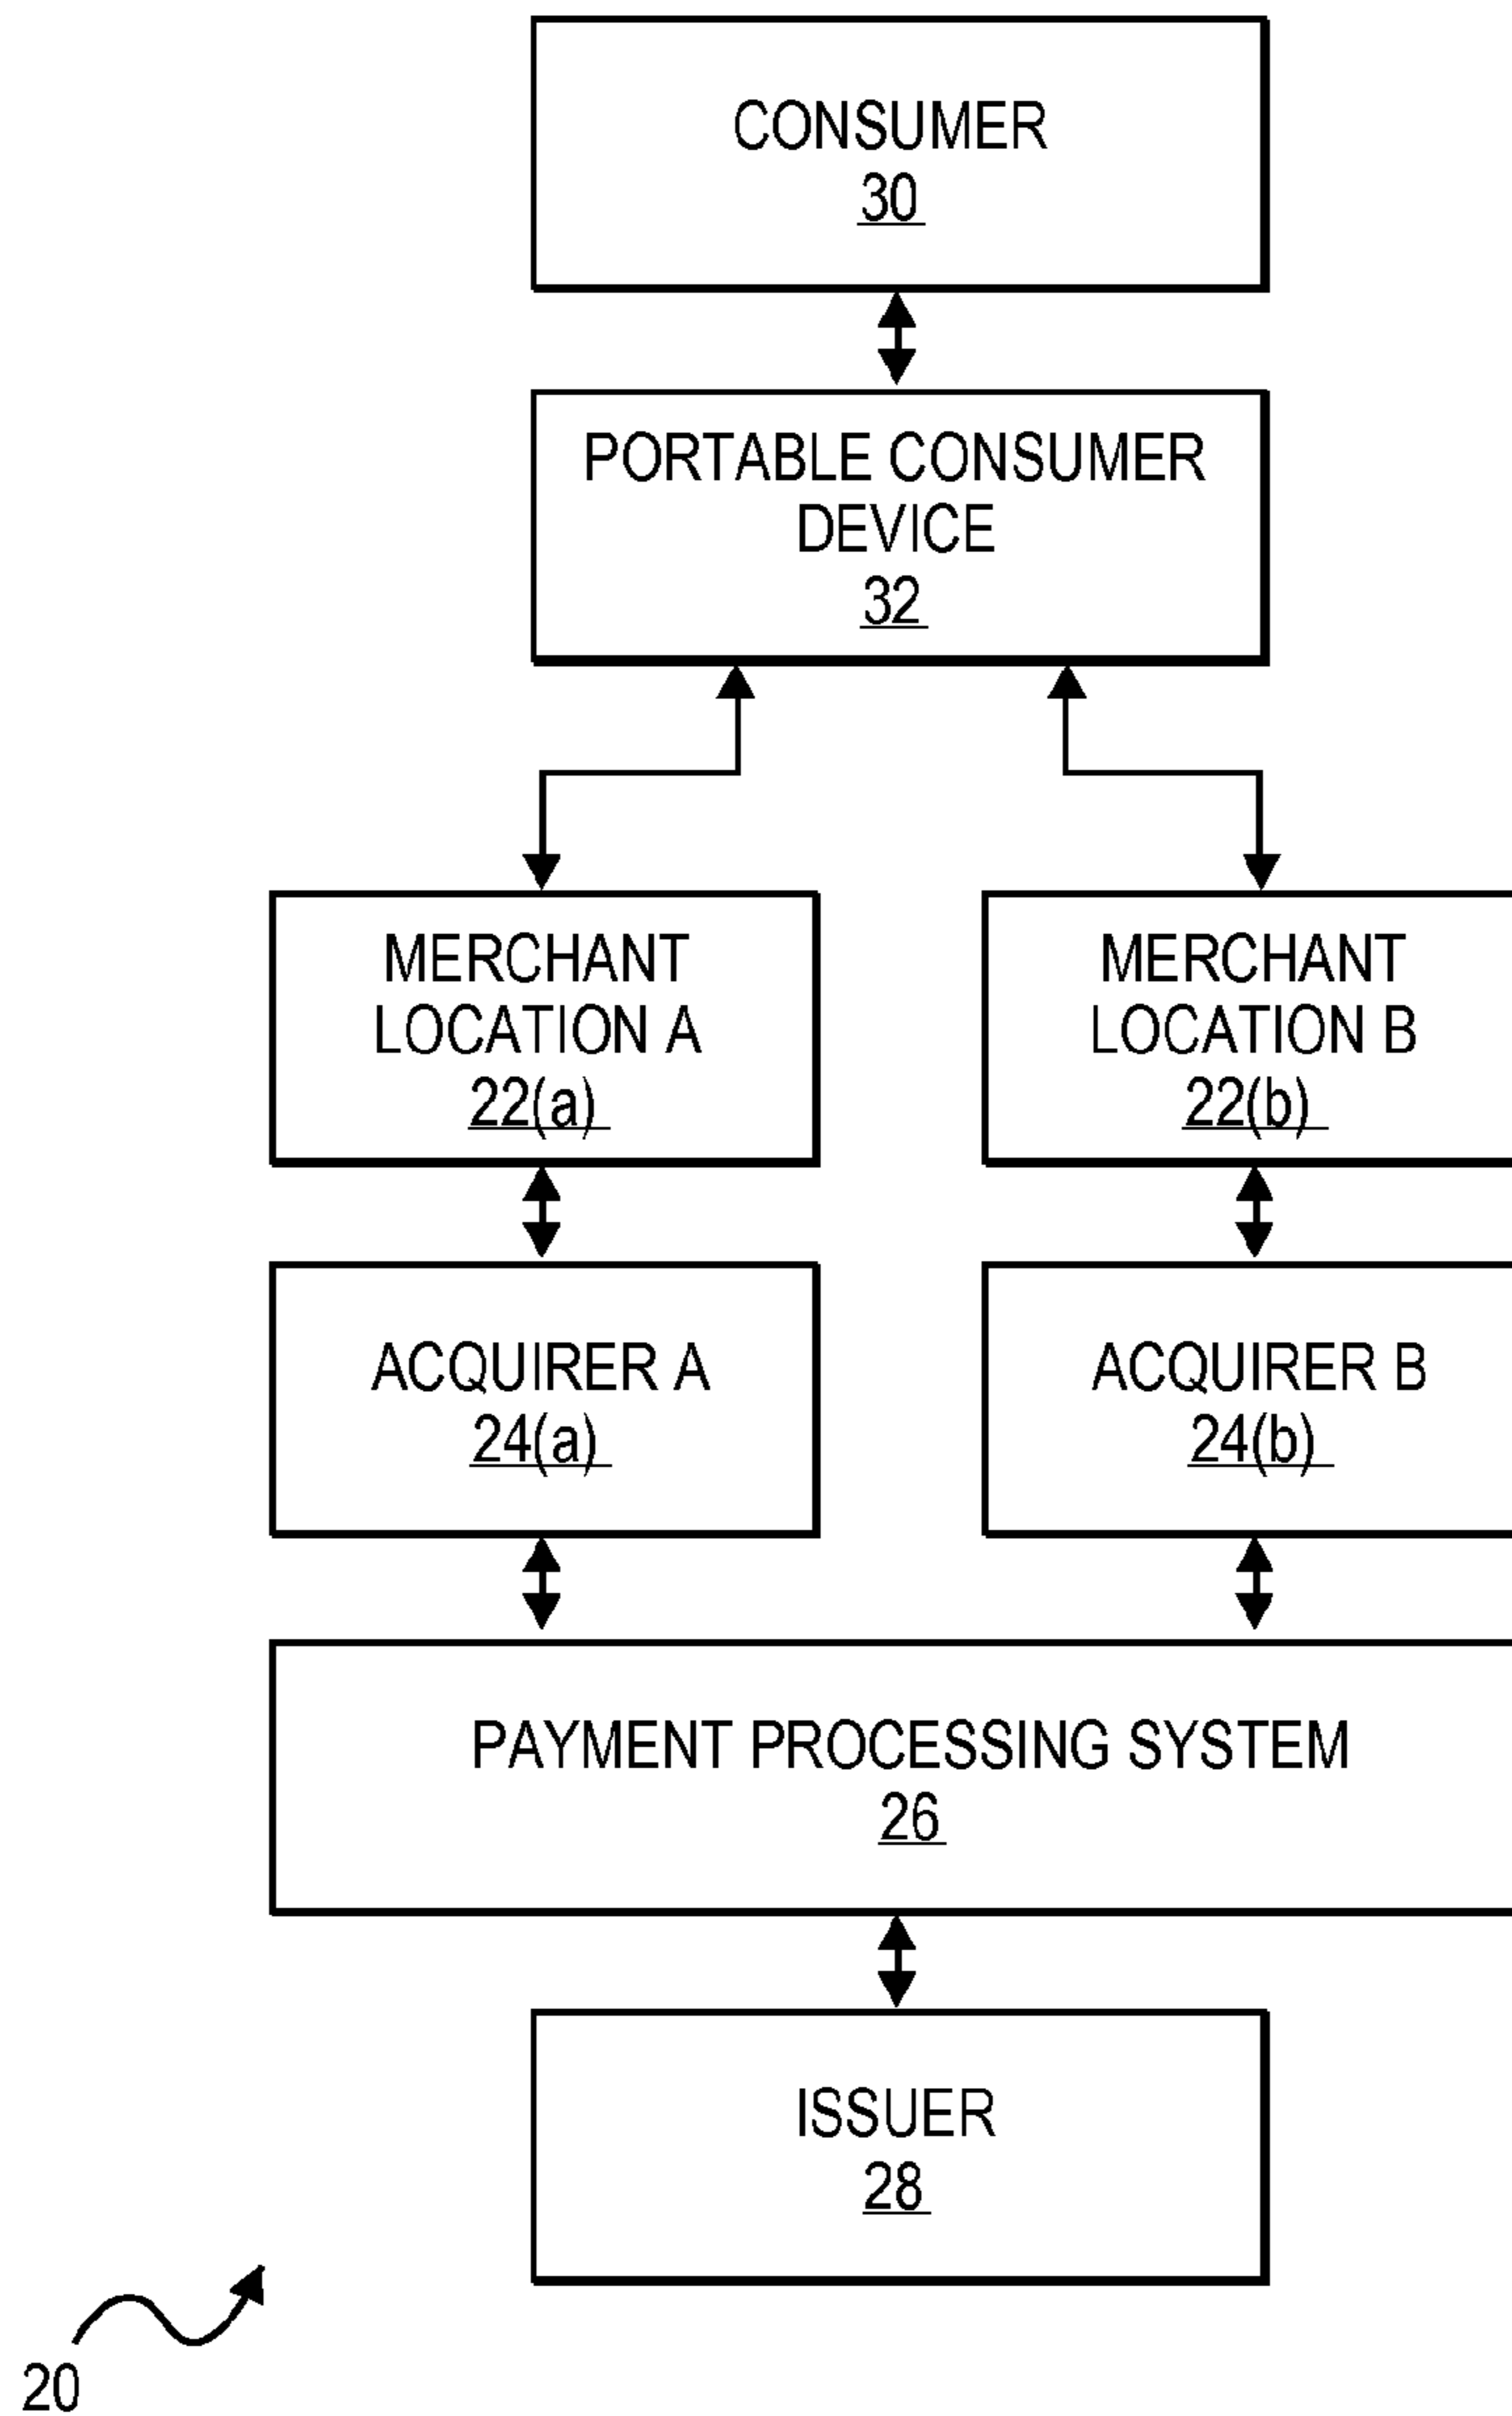 CONSUMER
30
PORTABLE CONSUMER
DEVICE
32
MERCHANT
LOCATION A
22(a)
MERCHANT
LOCATION B
22(b)
ACQUIRER A
24(a)
ACQUIRER B
24(b)
PAYMENT PROCESSING SYSTEM
26
ISSUER
28
20